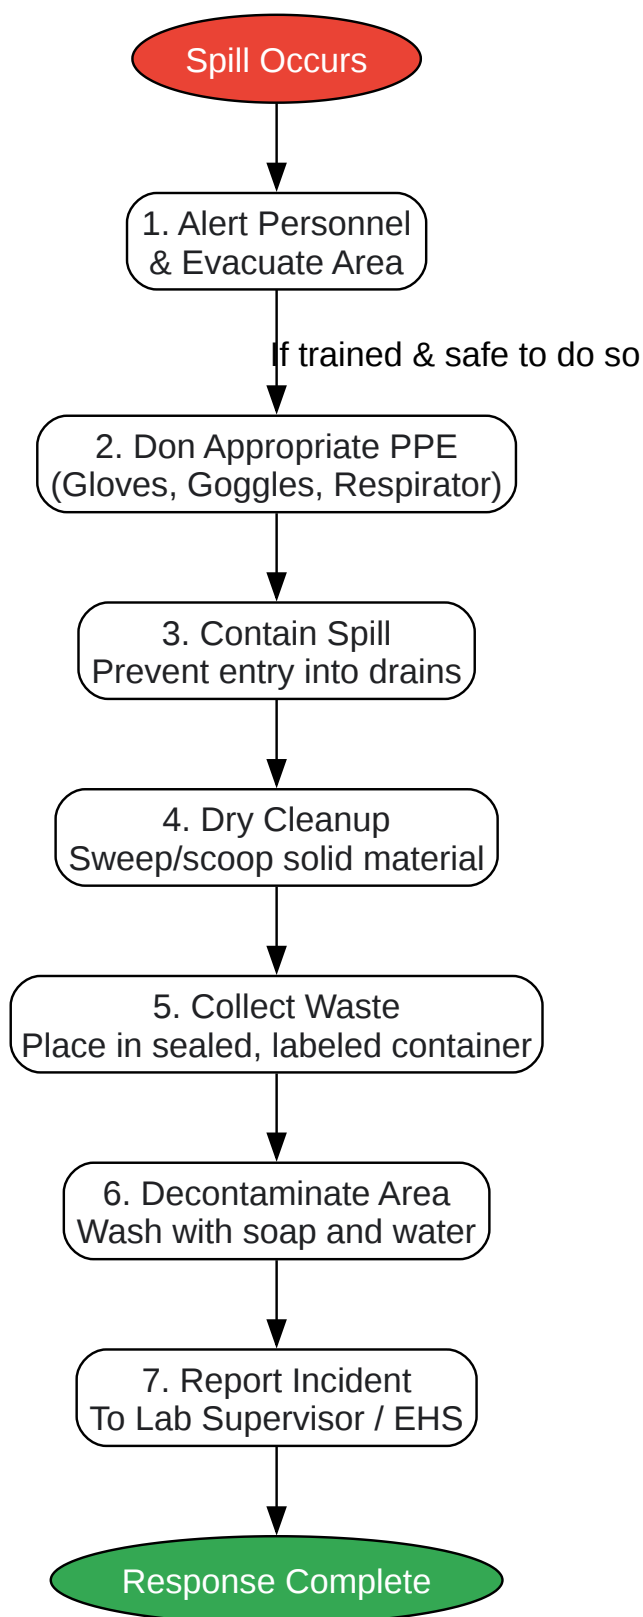 Spill Occurs
1. Alert Personnel
& Evacuate Area
If trained & safe to do so
2. Don Appropriate PPE
(Gloves, Goggles, Respirator)
3. Contain Spill
Prevent entry into drains
4. Dry Cleanup
Sweep/scoop solid material
5. Collect Waste
Place in sealed, labeled container
6. Decontaminate Area
Wash with soap and water
7. Report Incident
To Lab Supervisor / EHS
Response Complete